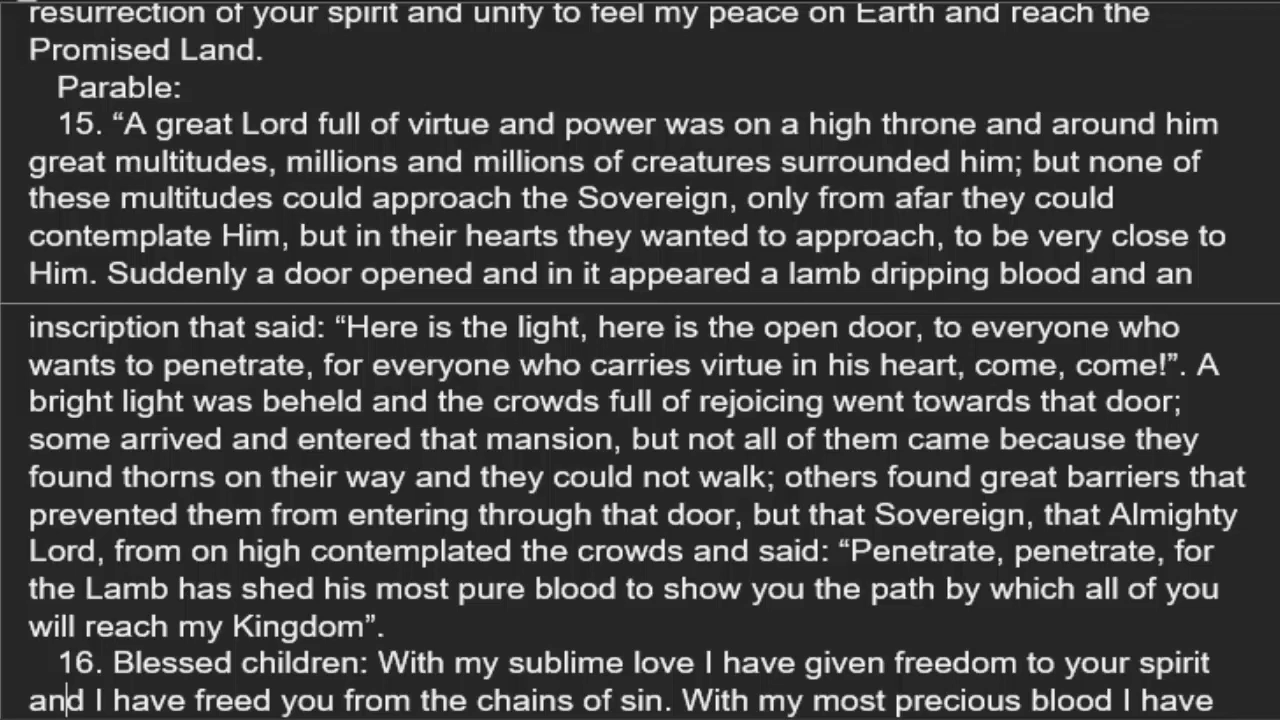 resurrection of your spirit and unify to feel my peace on Earth and reach the
Promised Land.
Parable:
15. “A great Lord full of virtue and power was on a high throne and around him
great multitudes, millions and millions of creatures surrounded him; but none of
these multitudes could approach the Sovereign, only from afar they could
contemplate Him, but in their hearts they wanted to approach, to be very close to
Him. Suddenly a door opened and in it appeared a lamb dripping blood and an
inscription that said: “Here is the light, here is the open door, to everyone who
wants to penetrate, for everyone who carries virtue in his heart, come, come!”. A
bright light was beheld and the crowds full of rejoicing went towards that door;
some arrived and entered that mansion, but not all of them came because they
found thorns on their way and they could not walk; others found great barriers that
prevented them from entering through that door, but that Sovereign, that Almighty
Lord, from on high contemplated the crowds and said: “Penetrate, penetrate, for
the Lamb has shed his most pure blood to show you the path by which all of you
will reach my Kingdom”.
16. Blessed children: With my sublime love I have given freedom to your spirit
and I have freed you from the chains of sin. With my most precious blood I have